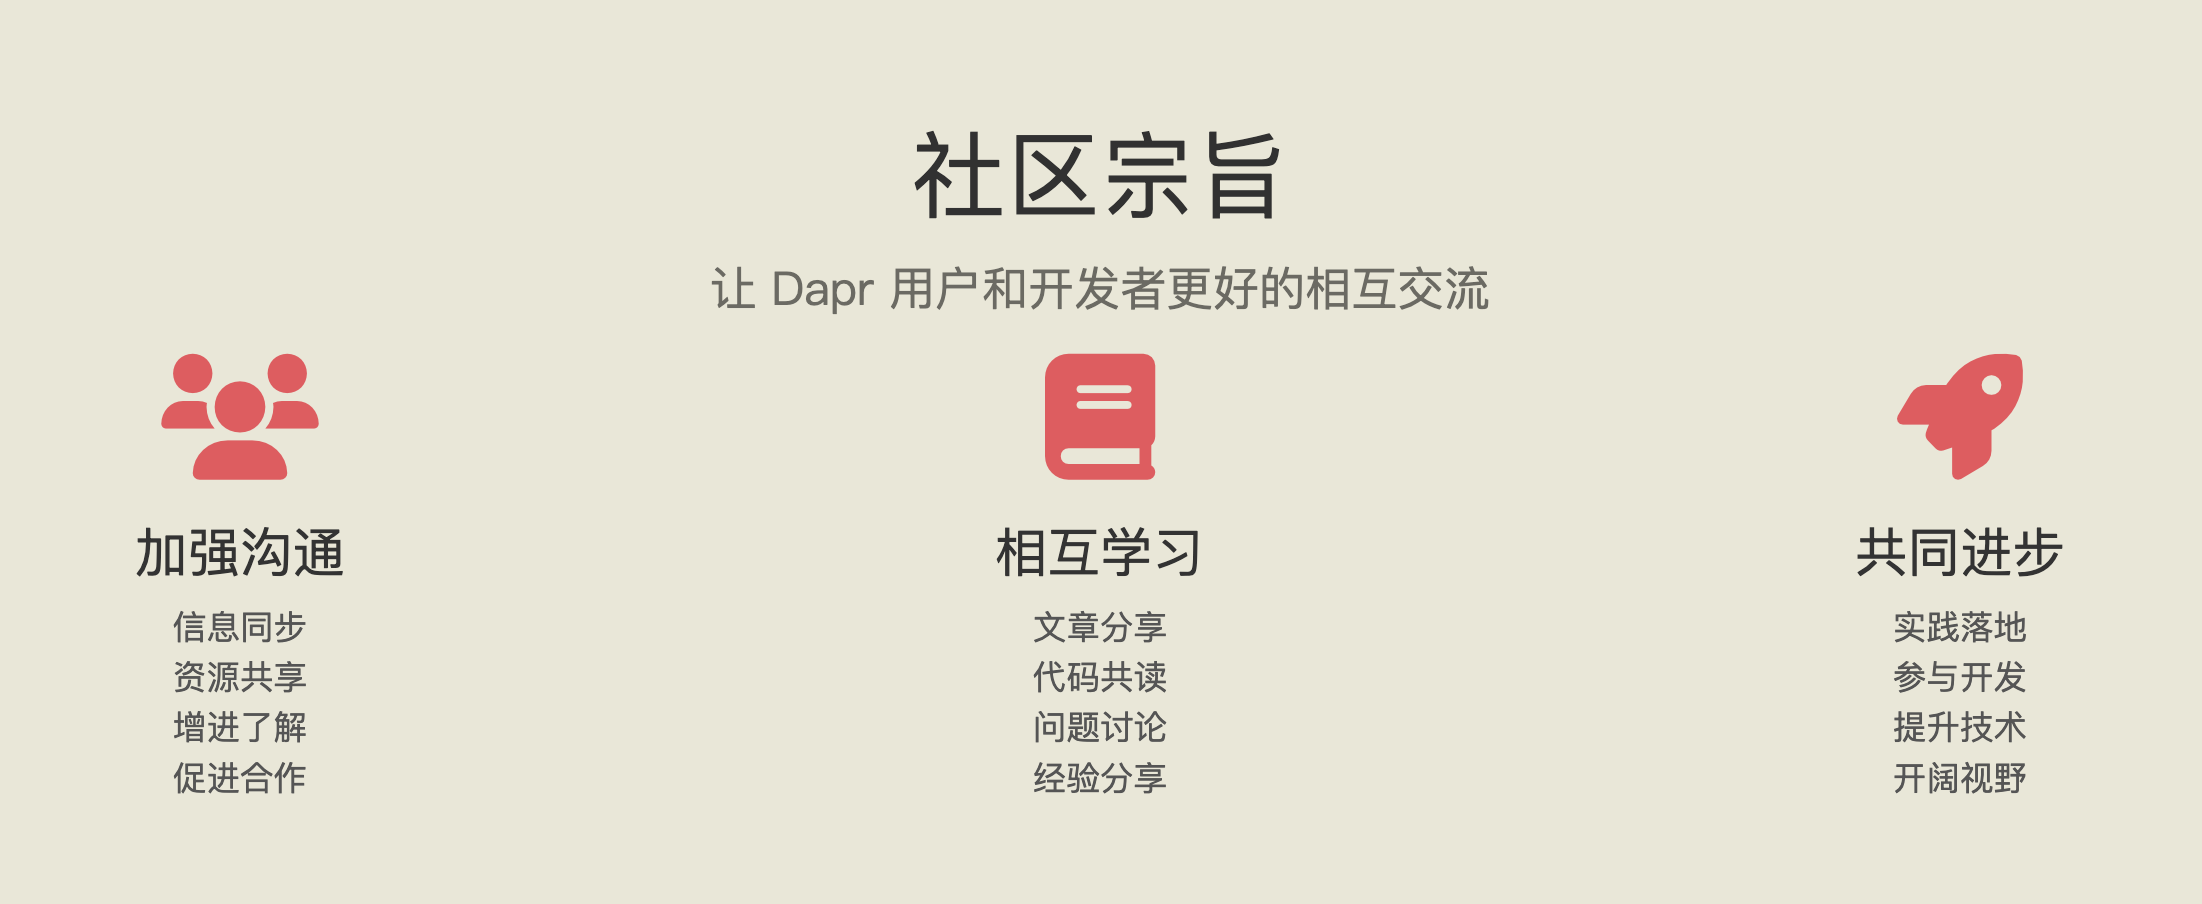 社区宗旨
让 Dapr 用户和开发者更好的相互交流
加强沟通
信息同步
资源共享
增进了解
促进合作
相互学习
文章分享
代码共读
问题讨论
经验分享
共同进步
实践落地
参与开发
提升技术
开阔视野